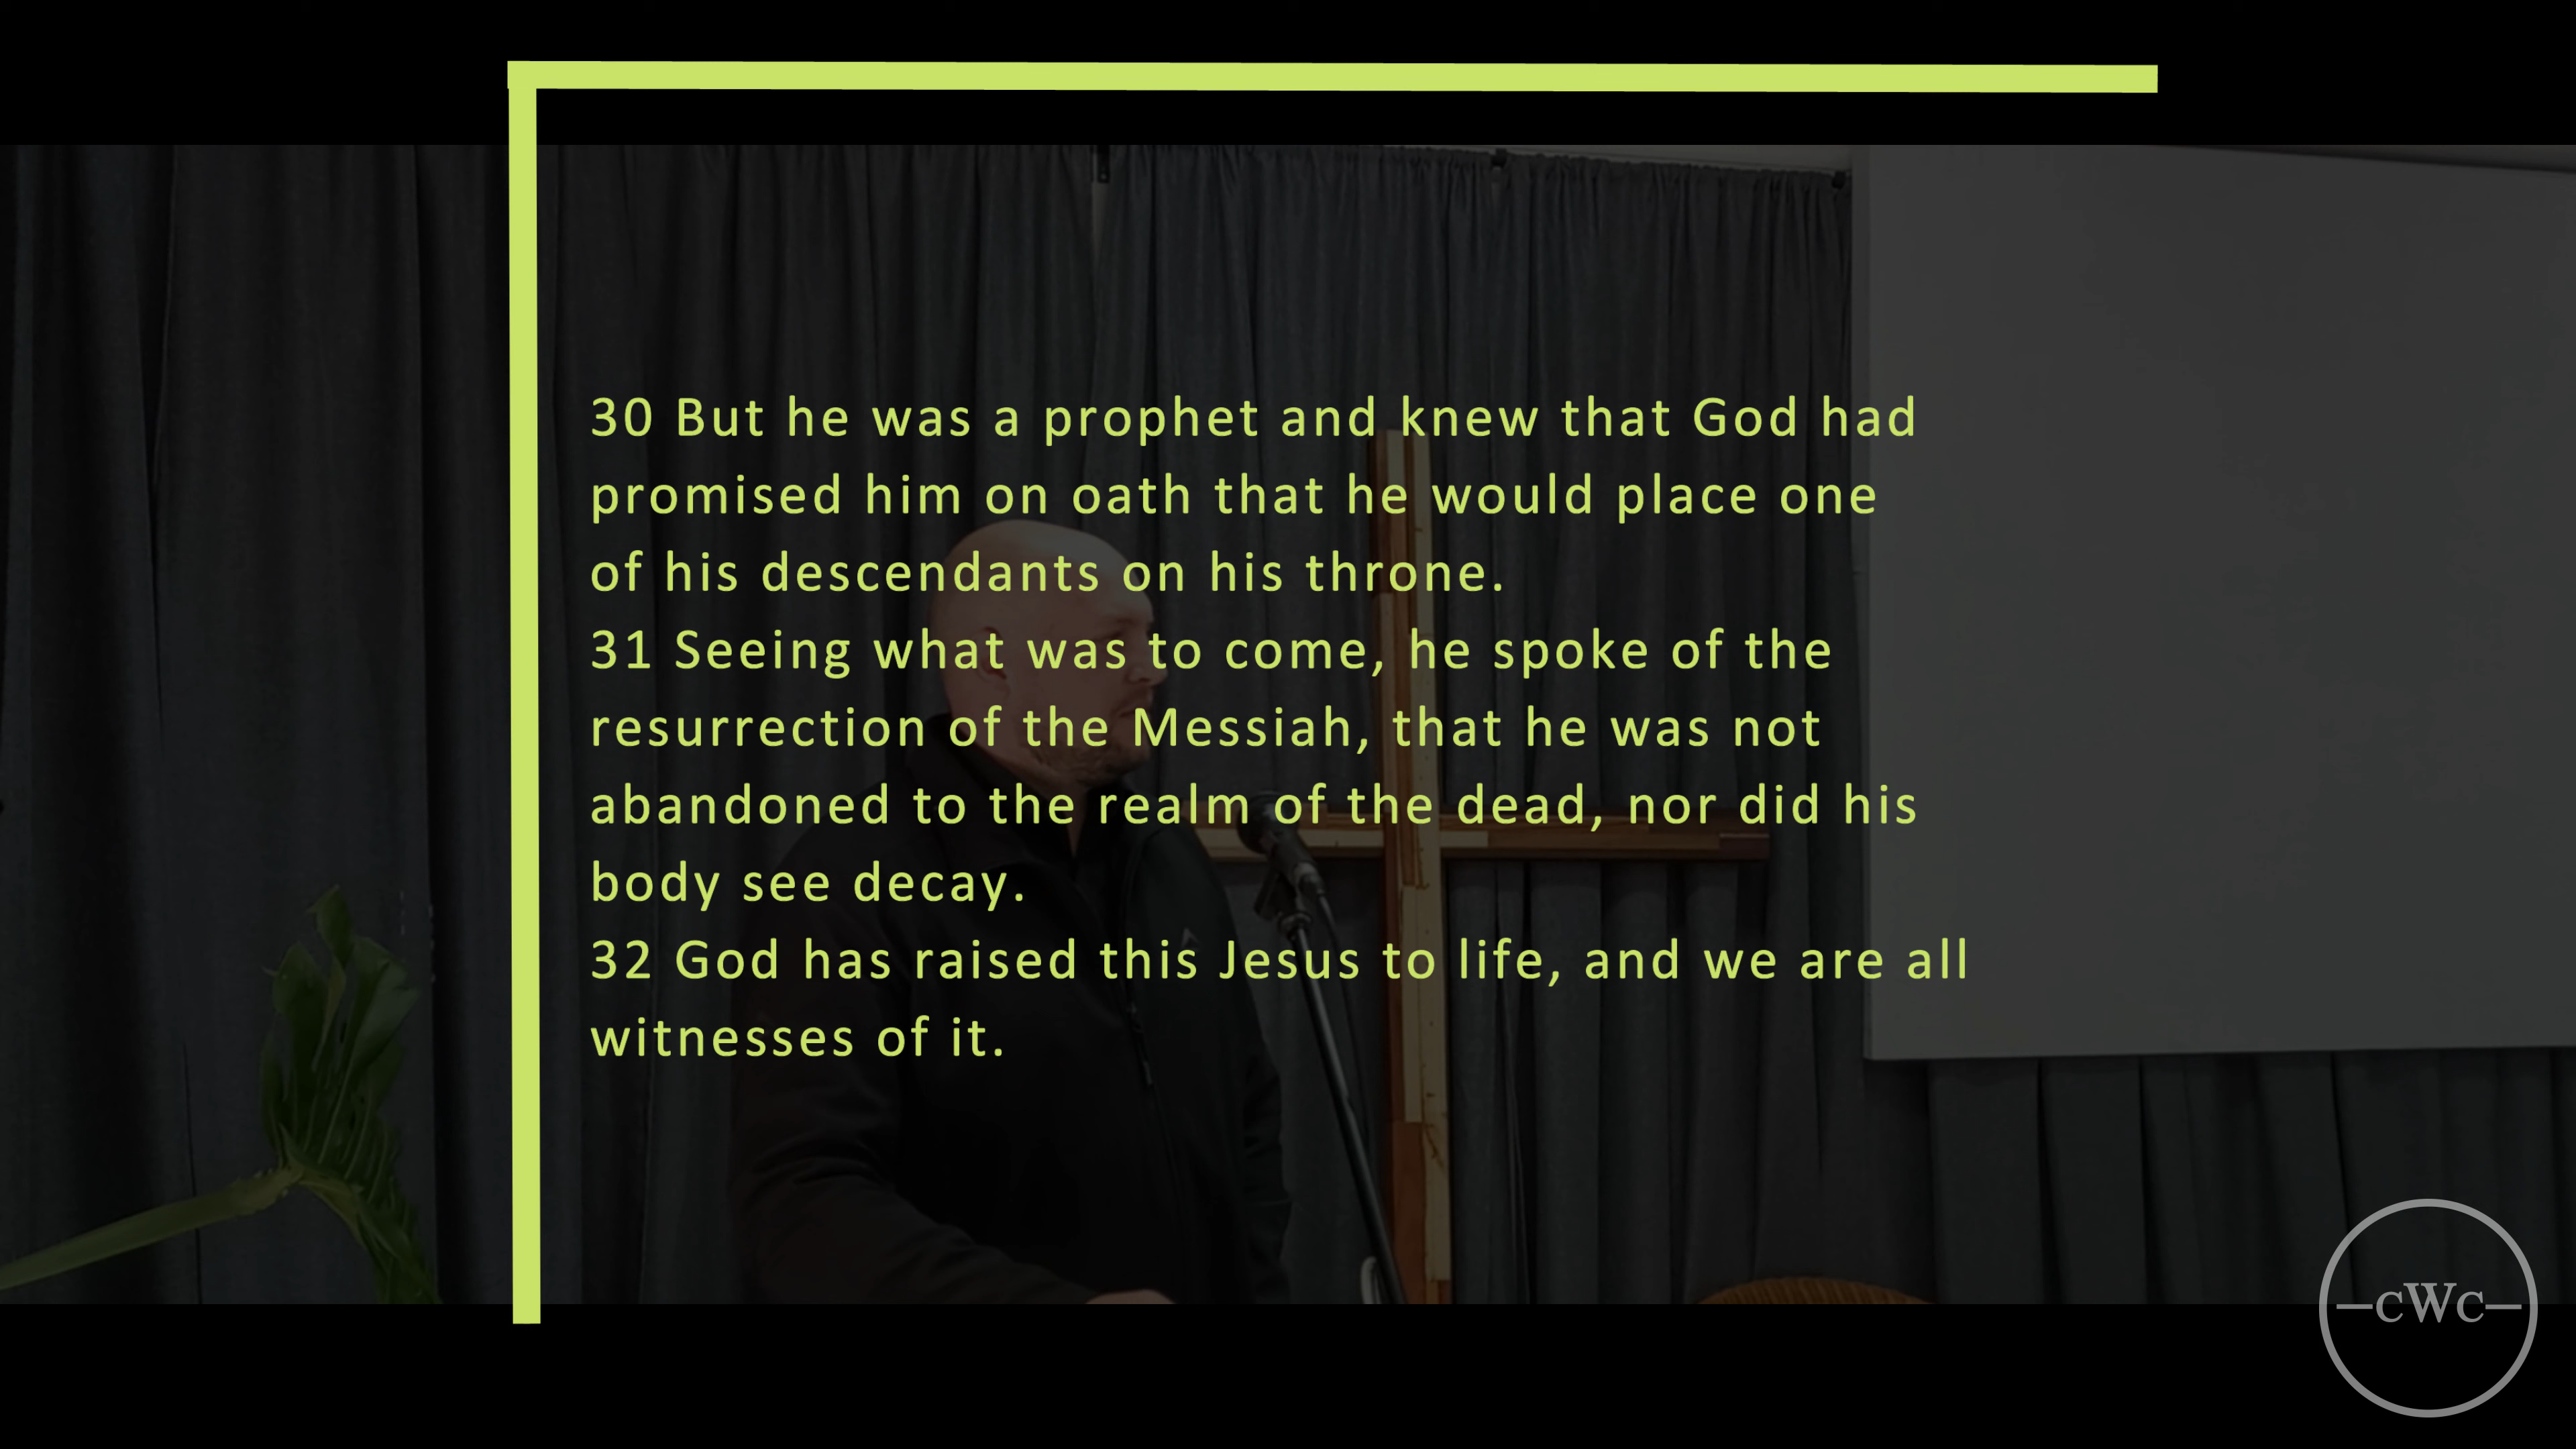 30 But he was a prophet and knew that God had
promised him on oath that he would place one
of his descendants on his throne.
31 Seeing what was to come, he spoke of the
resurrection of the Messiah, that he was not
abandoned to the realm of the dead, nor did his
body see decay.
32 God has raised this Jesus to life, and we are all
witnesses of it.
cWc